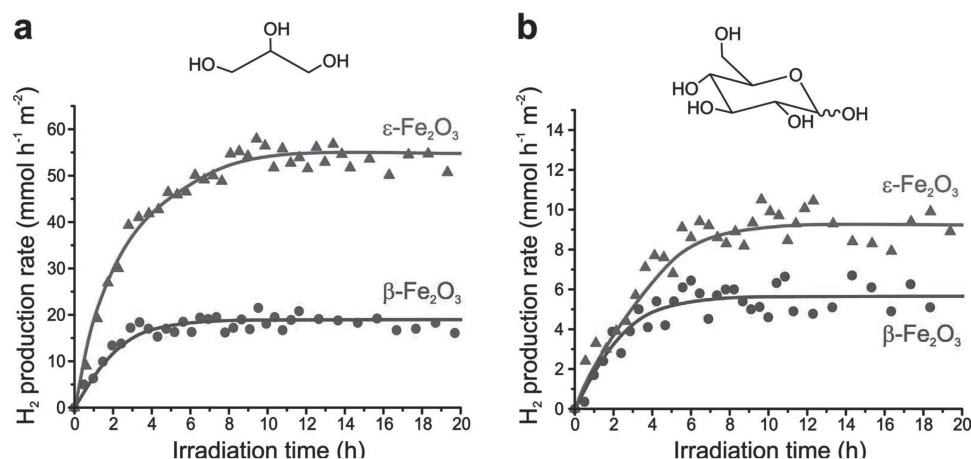 a
OH
HO
OH
H₂ production rate (mmol h⁻¹ m⁻²)
60
50
40
30
20
10
0
ε-Fe₂O₃
β-Fe₂O₃
0 2 4 6 8 10 12 14 16 18 20
Irradiation time (h)
b
OH
HO
O
HO
OH
OH
H₂ production rate (mmol h⁻¹ m⁻²)
14
12
10
8
6
4
2
0
ε-Fe₂O₃
β-Fe₂O₃
0 2 4 6 8 10 12 14 16 18 20
Irradiation time (h)